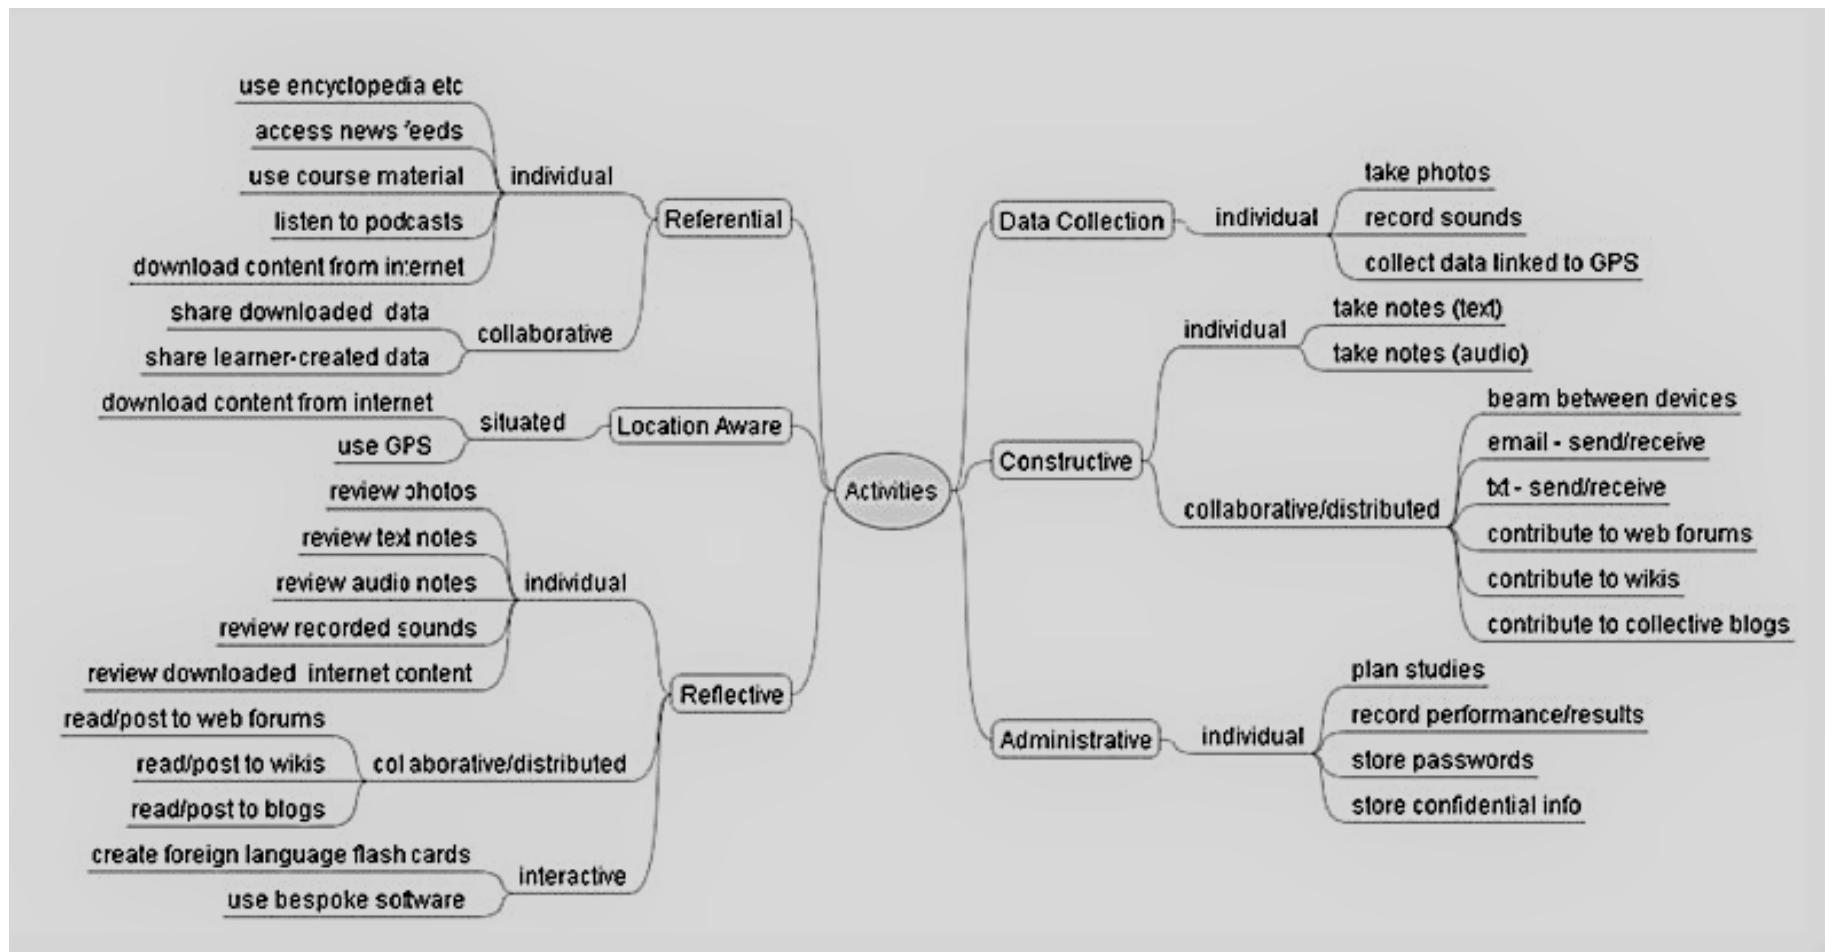 use encyclopedia etc
access news feeds
use course material
listen to podcasts
download content from internet
individual
share downloaded data
share learner-created data
collaborative
Referential
download content from internet
use GPS
situated
Location Aware
review photos
review text notes
review audio notes
review recorded sounds
review downloaded internet content
individual
read/post to web forums
read/post to wikis
read/post to blogs
collaborative/distributed
create foreign language flash cards
use bespoke software
interactive
Reflective
Activities
Data Collection
individual
take photos
record sounds
collect data linked to GPS
Constructive
individual
take notes (text)
take notes (audio)
collaborative/distributed
beam between devices
email - send/receive
txt - send/receive
contribute to web forums
contribute to wikis
contribute to collective blogs
Administrative
individual
plan studies
record performance/results
store passwords
store confidential info